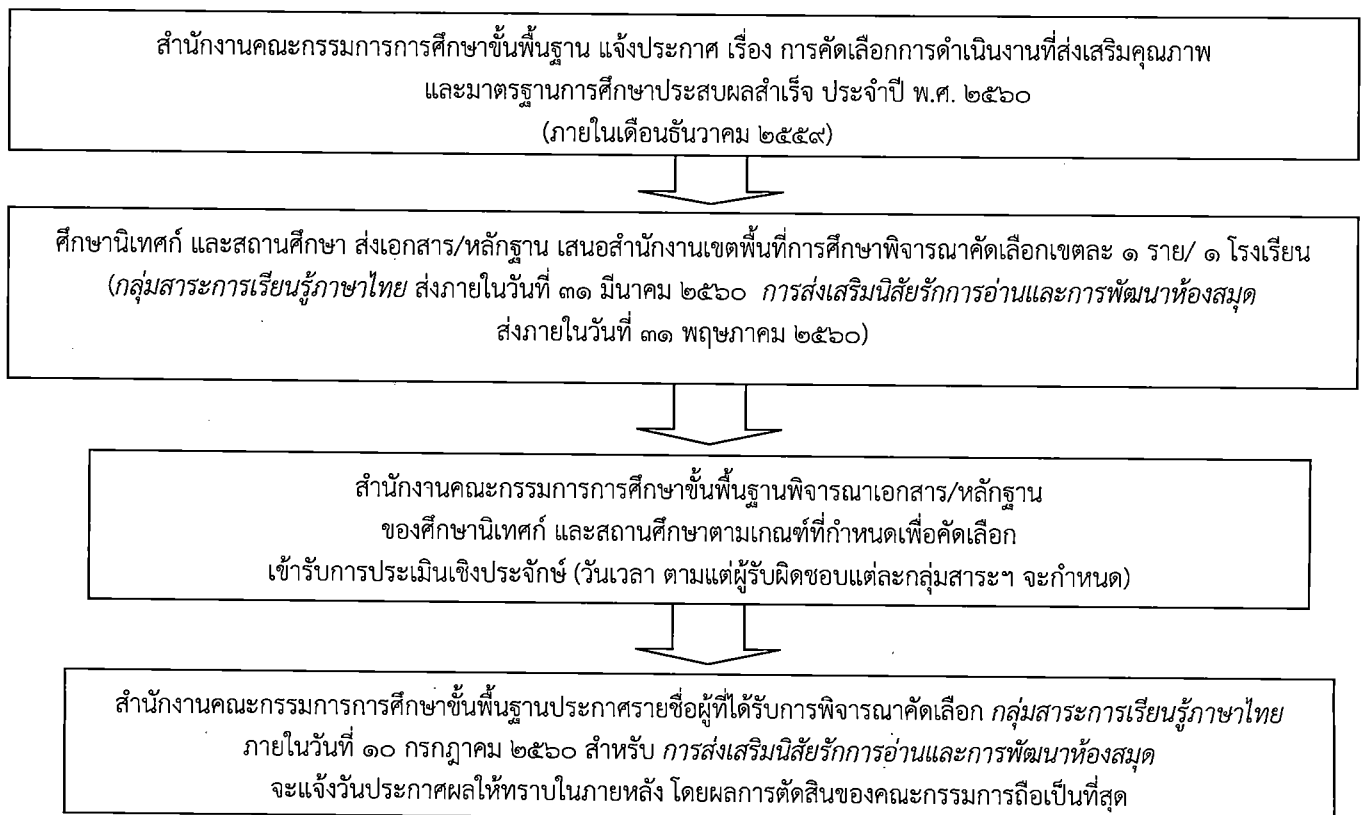 สำนักงานคณะกรรมการการศึกษาขั้นพื้นฐาน แจ้งประกาศ เรื่อง การคัดเลือกการดำเนินงานที่ส่งเสริมคุณภาพ
และมาตรฐานการศึกษาประสบผลสำเร็จ ประจำปี พ.ศ. ๒๕๖๐
(ภายในเดือนธันวาคม ๒๕๕๙)
ศึกษานิเทศก์ และสถานศึกษา ส่งเอกสาร/หลักฐาน เสนอสำนักงานเขตพื้นที่การศึกษาพิจารณาคัดเลือกเขตละ ๑ ราย/ ๑ โรงเรียน
(กลุ่มสาระการเรียนรู้ภาษาไทย ส่งภายในวันที่ ๓๑ มีนาคม ๒๕๖๐ การส่งเสริมนิสัยรักการอ่านและการพัฒนาห้องสมุด
ส่งภายในวันที่ ๓๑ พฤษภาคม ๒๕๖๐)
สำนักงานคณะกรรมการการศึกษาขั้นพื้นฐานพิจารณาเอกสาร/หลักฐาน
ของศึกษานิเทศก์ และสถานศึกษาตามเกณฑ์ที่กำหนดเพื่อคัดเลือก
เข้ารับการประเมินเชิงประจักษ์ (วันเวลา ตามแต่ผู้รับผิดชอบแต่ละกลุ่มสาระฯ จะกำหนด)
สำนักงานคณะกรรมการการศึกษาขั้นพื้นฐานประกาศรายชื่อผู้ที่ได้รับการพิจารณาคัดเลือก กลุ่มสาระการเรียนรู้ภาษาไทย
ภายในวันที่ ๑๐ กรกฎาคม ๒๕๖๐ สำหรับ การส่งเสริมนิสัยรักการอ่านและการพัฒนาห้องสมุด
จะแจ้งวันประกาศผลให้ทราบในภายหลัง โดยผลการตัดสินของคณะกรรมการถือเป็นที่สุด